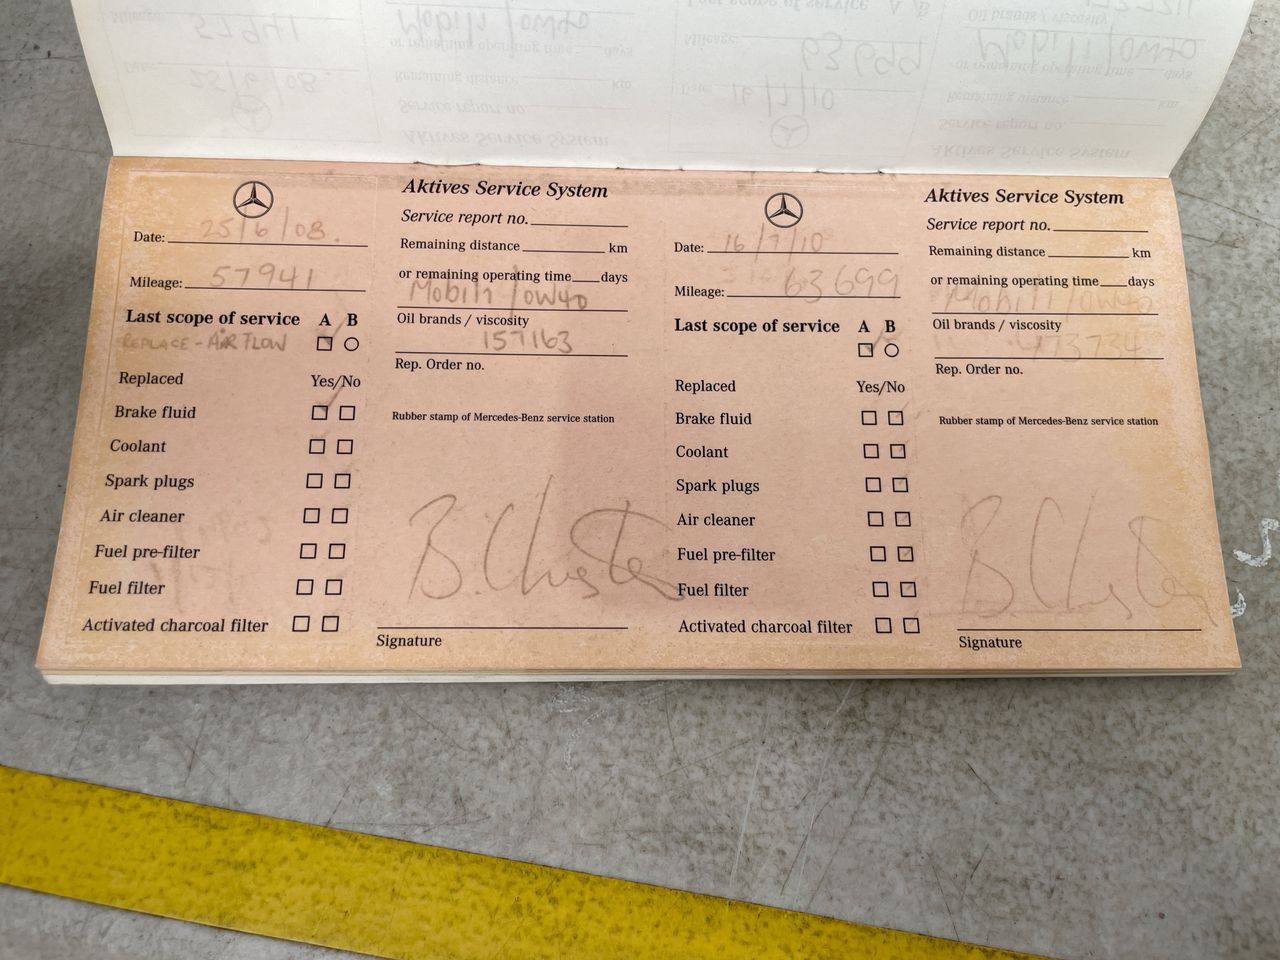 Date: 25/6/08.
Mileage: 57941
Last scope of service A B
REPLACE - AIR FLOW
Replaced Yes/No
Brake fluid
Coolant
Spark plugs
Air cleaner
Fuel pre-filter
Fuel filter
Activated charcoal filter
Aktives Service System
Service report no.
Remaining distance km
or remaining operating time days
Mobil 1 / 0W40
Oil brands / viscosity
157163
Rep. Order no.
Rubber stamp of Mercedes-Benz service station
Signature
Date: 16/7/10
Mileage: 63699
Last scope of service A B
Replaced Yes/No
Brake fluid
Coolant
Spark plugs
Air cleaner
Fuel pre-filter
Fuel filter
Activated charcoal filter
Aktives Service System
Service report no.
Remaining distance km
or remaining operating time days
Mobil 1 / 0W40
Oil brands / viscosity
Rep. Order no.
Rubber stamp of Mercedes-Benz service station
Signature